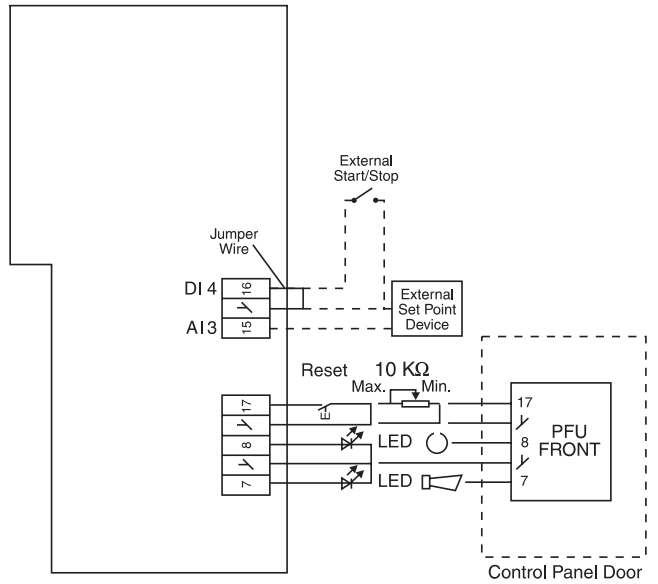 External
Start/Stop
Jumper
Wire
DI 4
16
AI 3
15
External
Set Point
Device
Reset
10 KΩ
Max.
Min.
17
E
17
8
LED
8
7
LED
7
PFU
FRONT
Control Panel Door